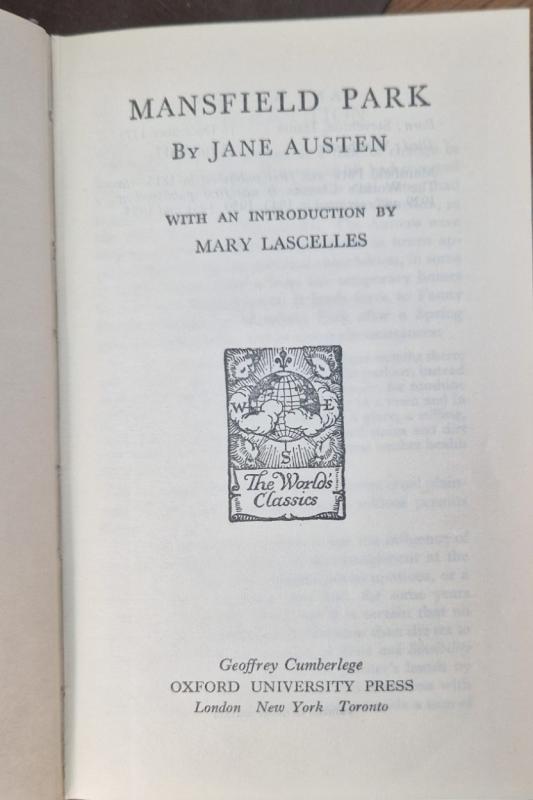 MANSFIELD PARK
By JANE AUSTEN
WITH AN INTRODUCTION BY
MARY LASCELLES
W E
S
The World's
Classics
Geoffrey Cumberlege
OXFORD UNIVERSITY PRESS
London New York Toronto